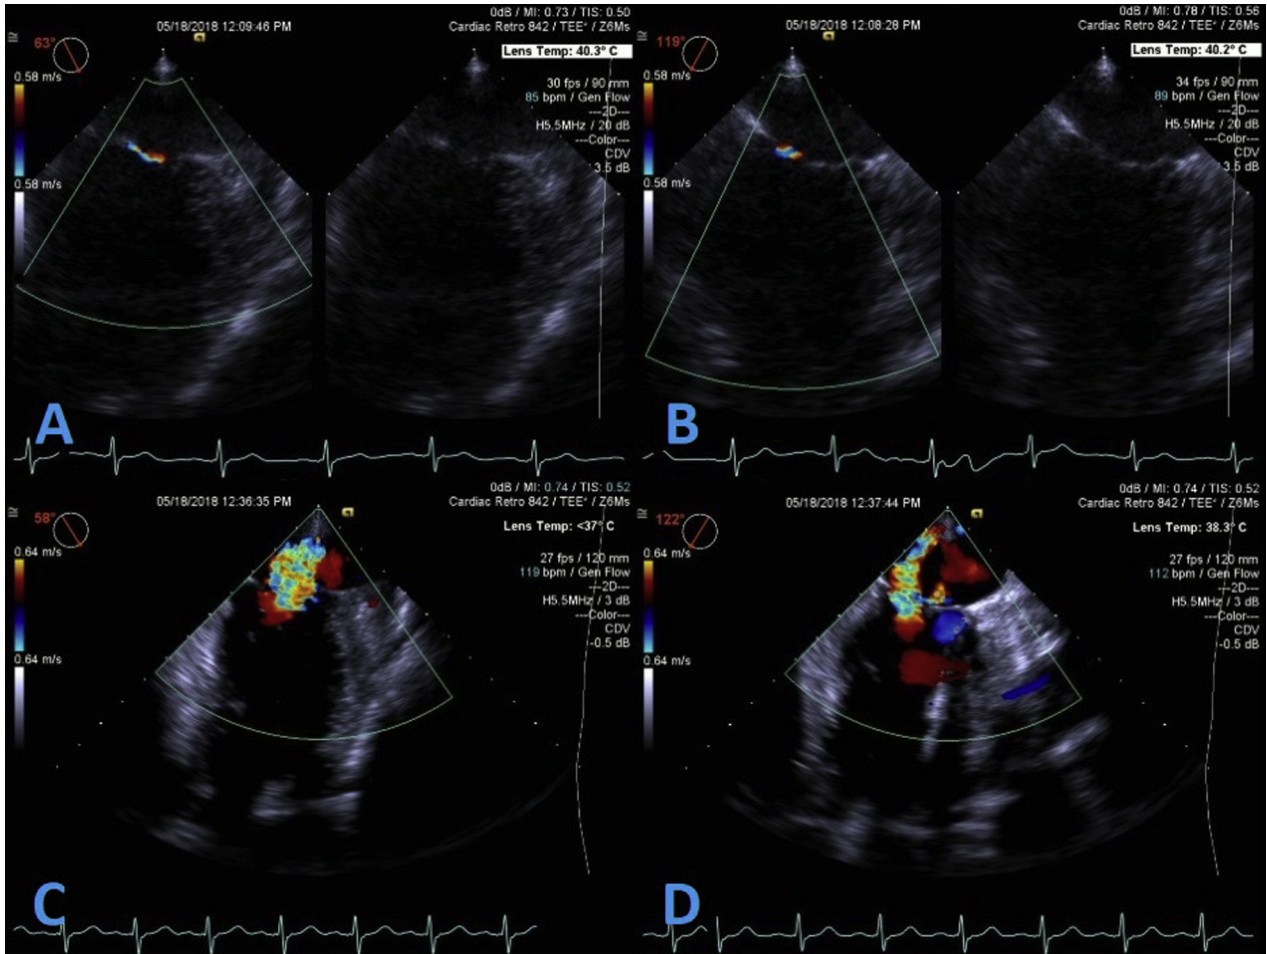 0dB / MI: 0.73 / TIS: 0.50
05/18/2018 12:09:46 PM
Cardiac Retro 842 / TEE* / Z6Ms
63°
Lens Temp: 40.3° C
0.58 m/s
30 fps / 90 mm
85 bpm / Gen Flow
---2D---
H5.5MHz / 20 dB
---Color---
CDV
3.5 dB
0.58 m/s
A
0dB / MI: 0.78 / TIS: 0.56
05/18/2018 12:08:28 PM
Cardiac Retro 842 / TEE* / Z6Ms
119°
Lens Temp: 40.2° C
0.58 m/s
34 fps / 90 mm
89 bpm / Gen Flow
---2D---
H5.5MHz / 20 dB
---Color---
CDV
3.5 dB
0.58 m/s
B
0dB / MI: 0.74 / TIS: 0.52
05/18/2018 12:36:35 PM
Cardiac Retro 842 / TEE* / Z6Ms
58°
Lens Temp: <37° C
0.64 m/s
27 fps / 120 mm
119 bpm / Gen Flow
---2D---
H5.5MHz / 3 dB
---Color---
CDV
-0.5 dB
0.64 m/s
C
0dB / MI: 0.74 / TIS: 0.52
05/18/2018 12:37:44 PM
Cardiac Retro 842 / TEE* / Z6Ms
122°
Lens Temp: 38.3° C
0.64 m/s
27 fps / 120 mm
112 bpm / Gen Flow
---2D---
H5.5MHz / 3 dB
---Color---
CDV
-0.5 dB
0.64 m/s
D